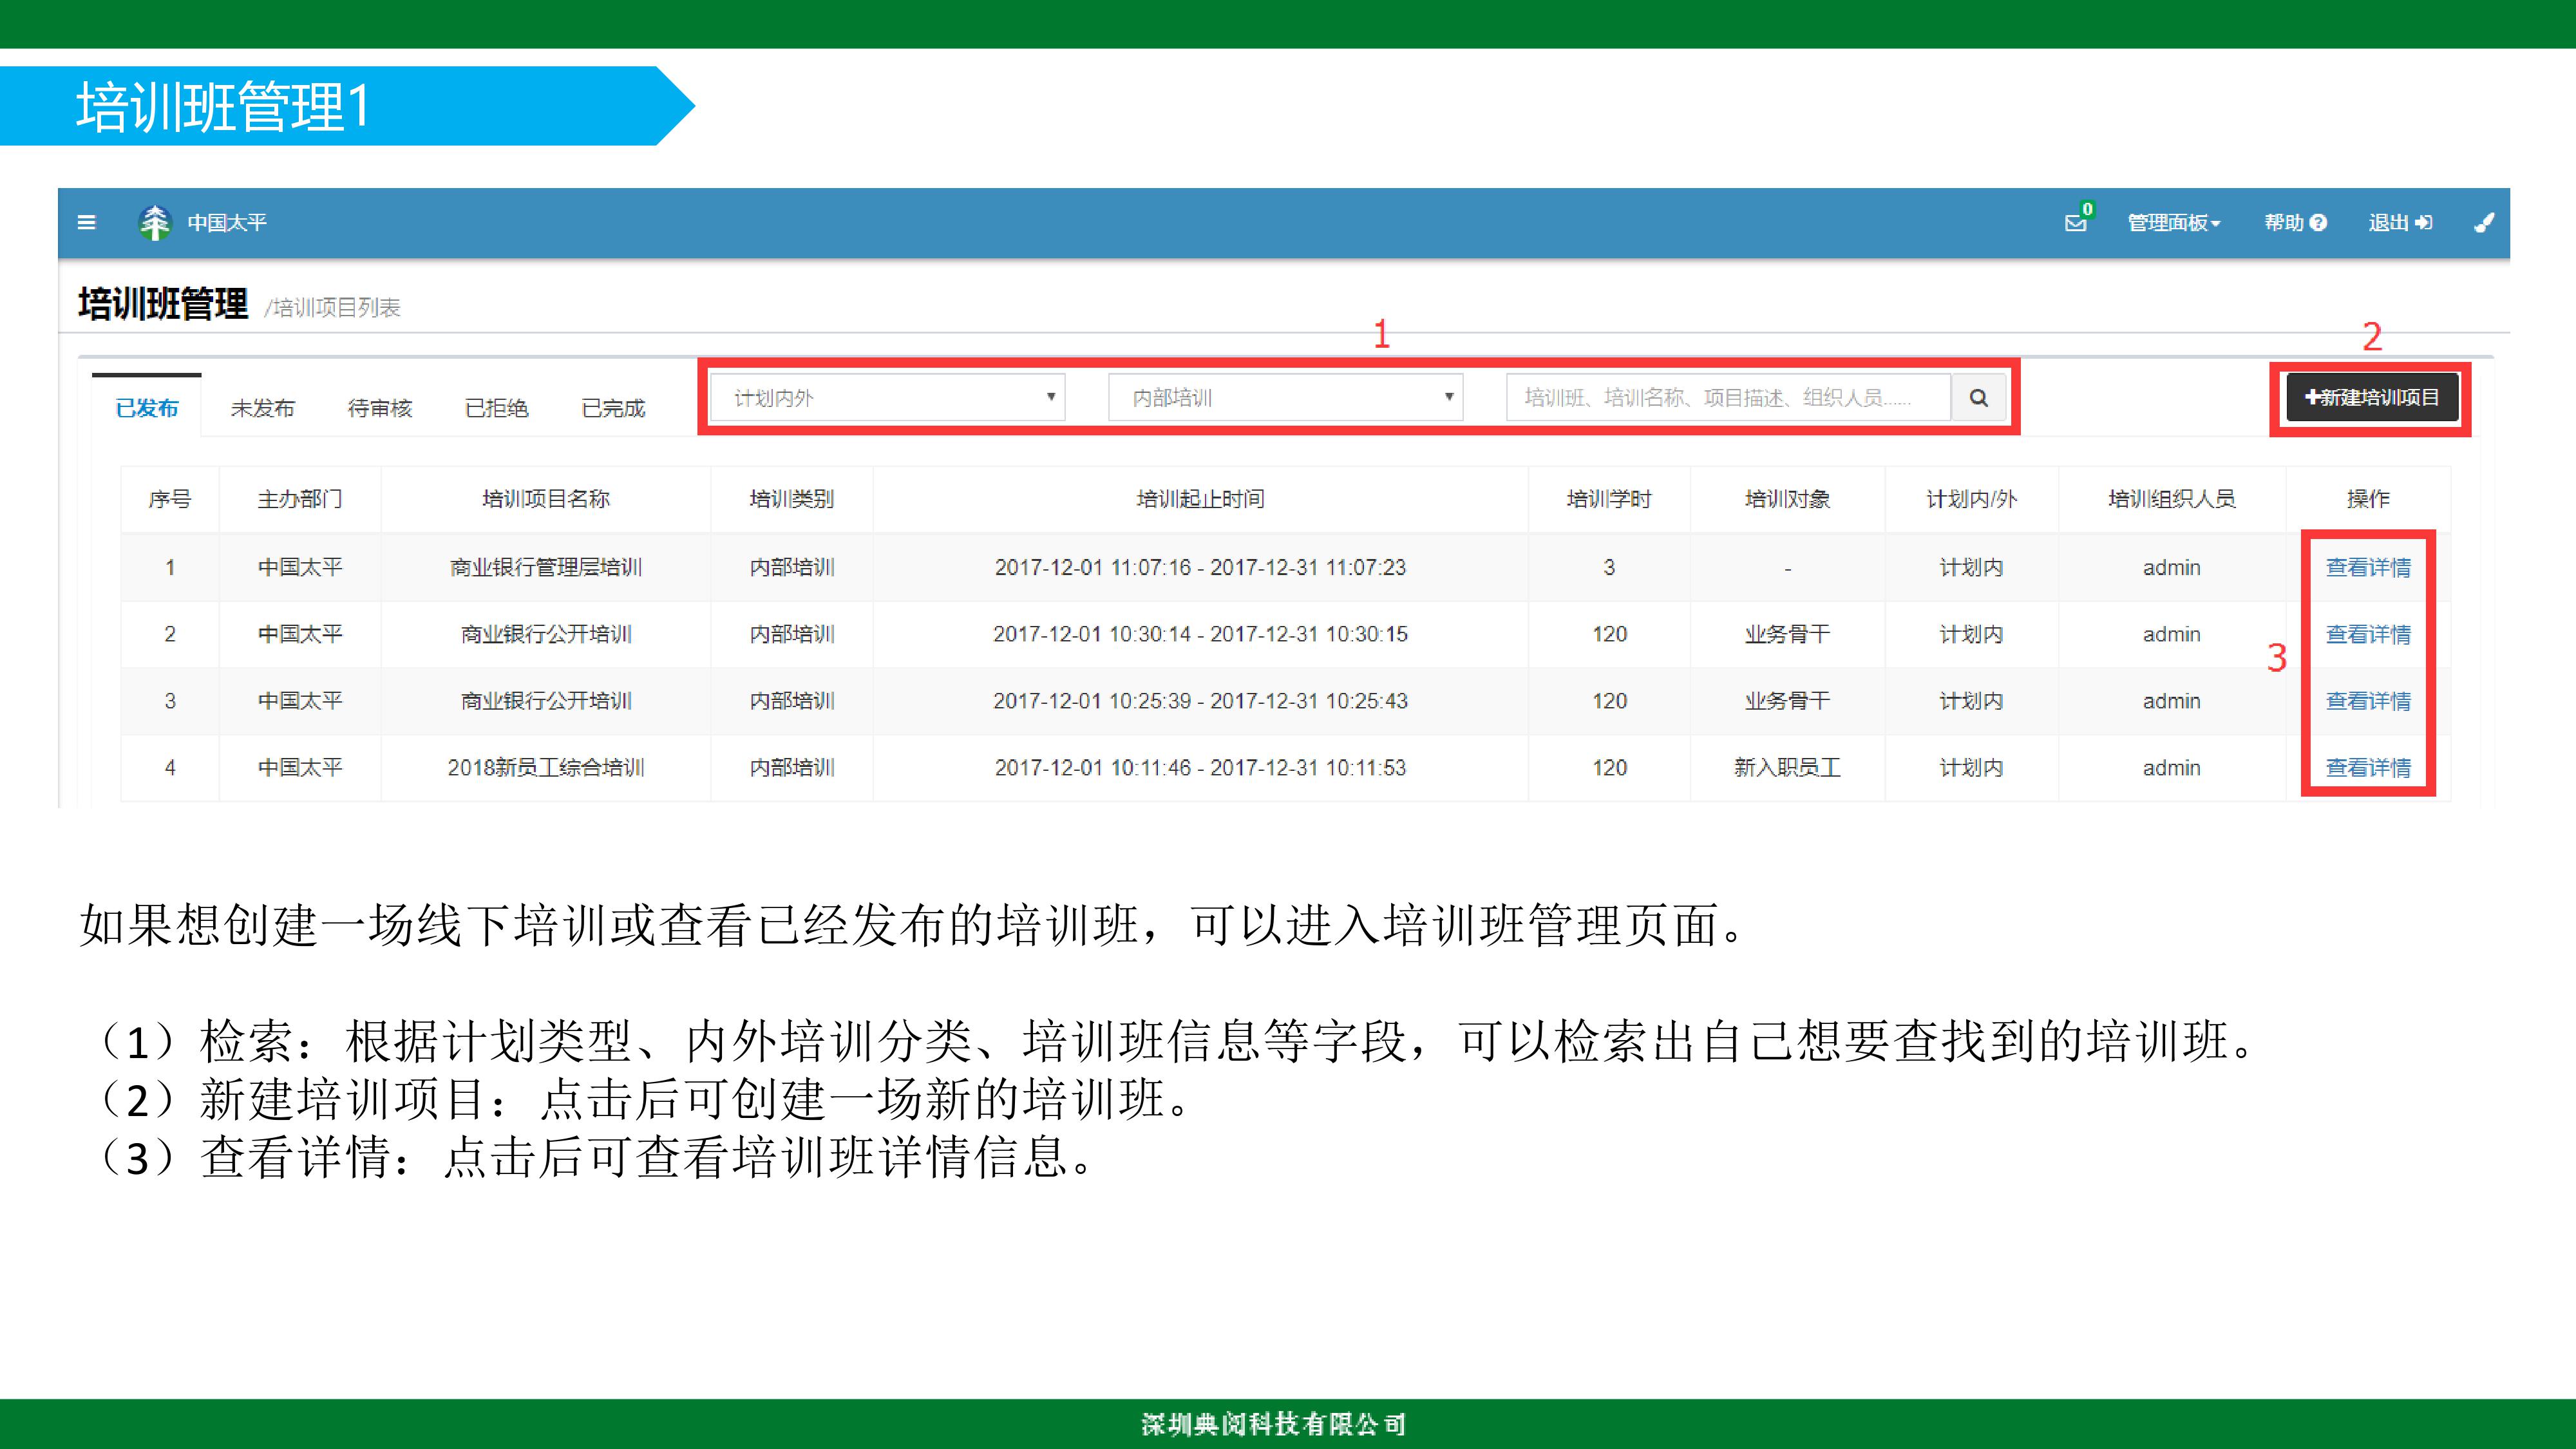 培训班管理1
中国太平 0 管理面板 帮助 退出
培训班管理 /培训项目列表
1 2
已发布 未发布 待审核 已拒绝 已完成 计划内外 内部培训 培训班、培训名称、项目描述、组织人员...... +新建培训项目
序号 主办部门 培训项目名称 培训类别 培训起止时间 培训学时 培训对象 计划内/外 培训组织人员 操作
1 中国太平 商业银行管理层培训 内部培训 2017-12-01 11:07:16 - 2017-12-31 11:07:23 3 - 计划内 admin 查看详情
2 中国太平 商业银行公开培训 内部培训 2017-12-01 10:30:14 - 2017-12-31 10:30:15 120 业务骨干 计划内 admin 查看详情
3
3 中国太平 商业银行公开培训 内部培训 2017-12-01 10:25:39 - 2017-12-31 10:25:43 120 业务骨干 计划内 admin 查看详情
4 中国太平 2018新员工综合培训 内部培训 2017-12-01 10:11:46 - 2017-12-31 10:11:53 120 新入职员工 计划内 admin 查看详情
如果想创建一场线下培训或查看已经发布的培训班，可以进入培训班管理页面。
（1）检索：根据计划类型、内外培训分类、培训班信息等字段，可以检索出自己想要查找到的培训班。
（2）新建培训项目：点击后可创建一场新的培训班。
（3）查看详情：点击后可查看培训班详情信息。
深圳典阅科技有限公司